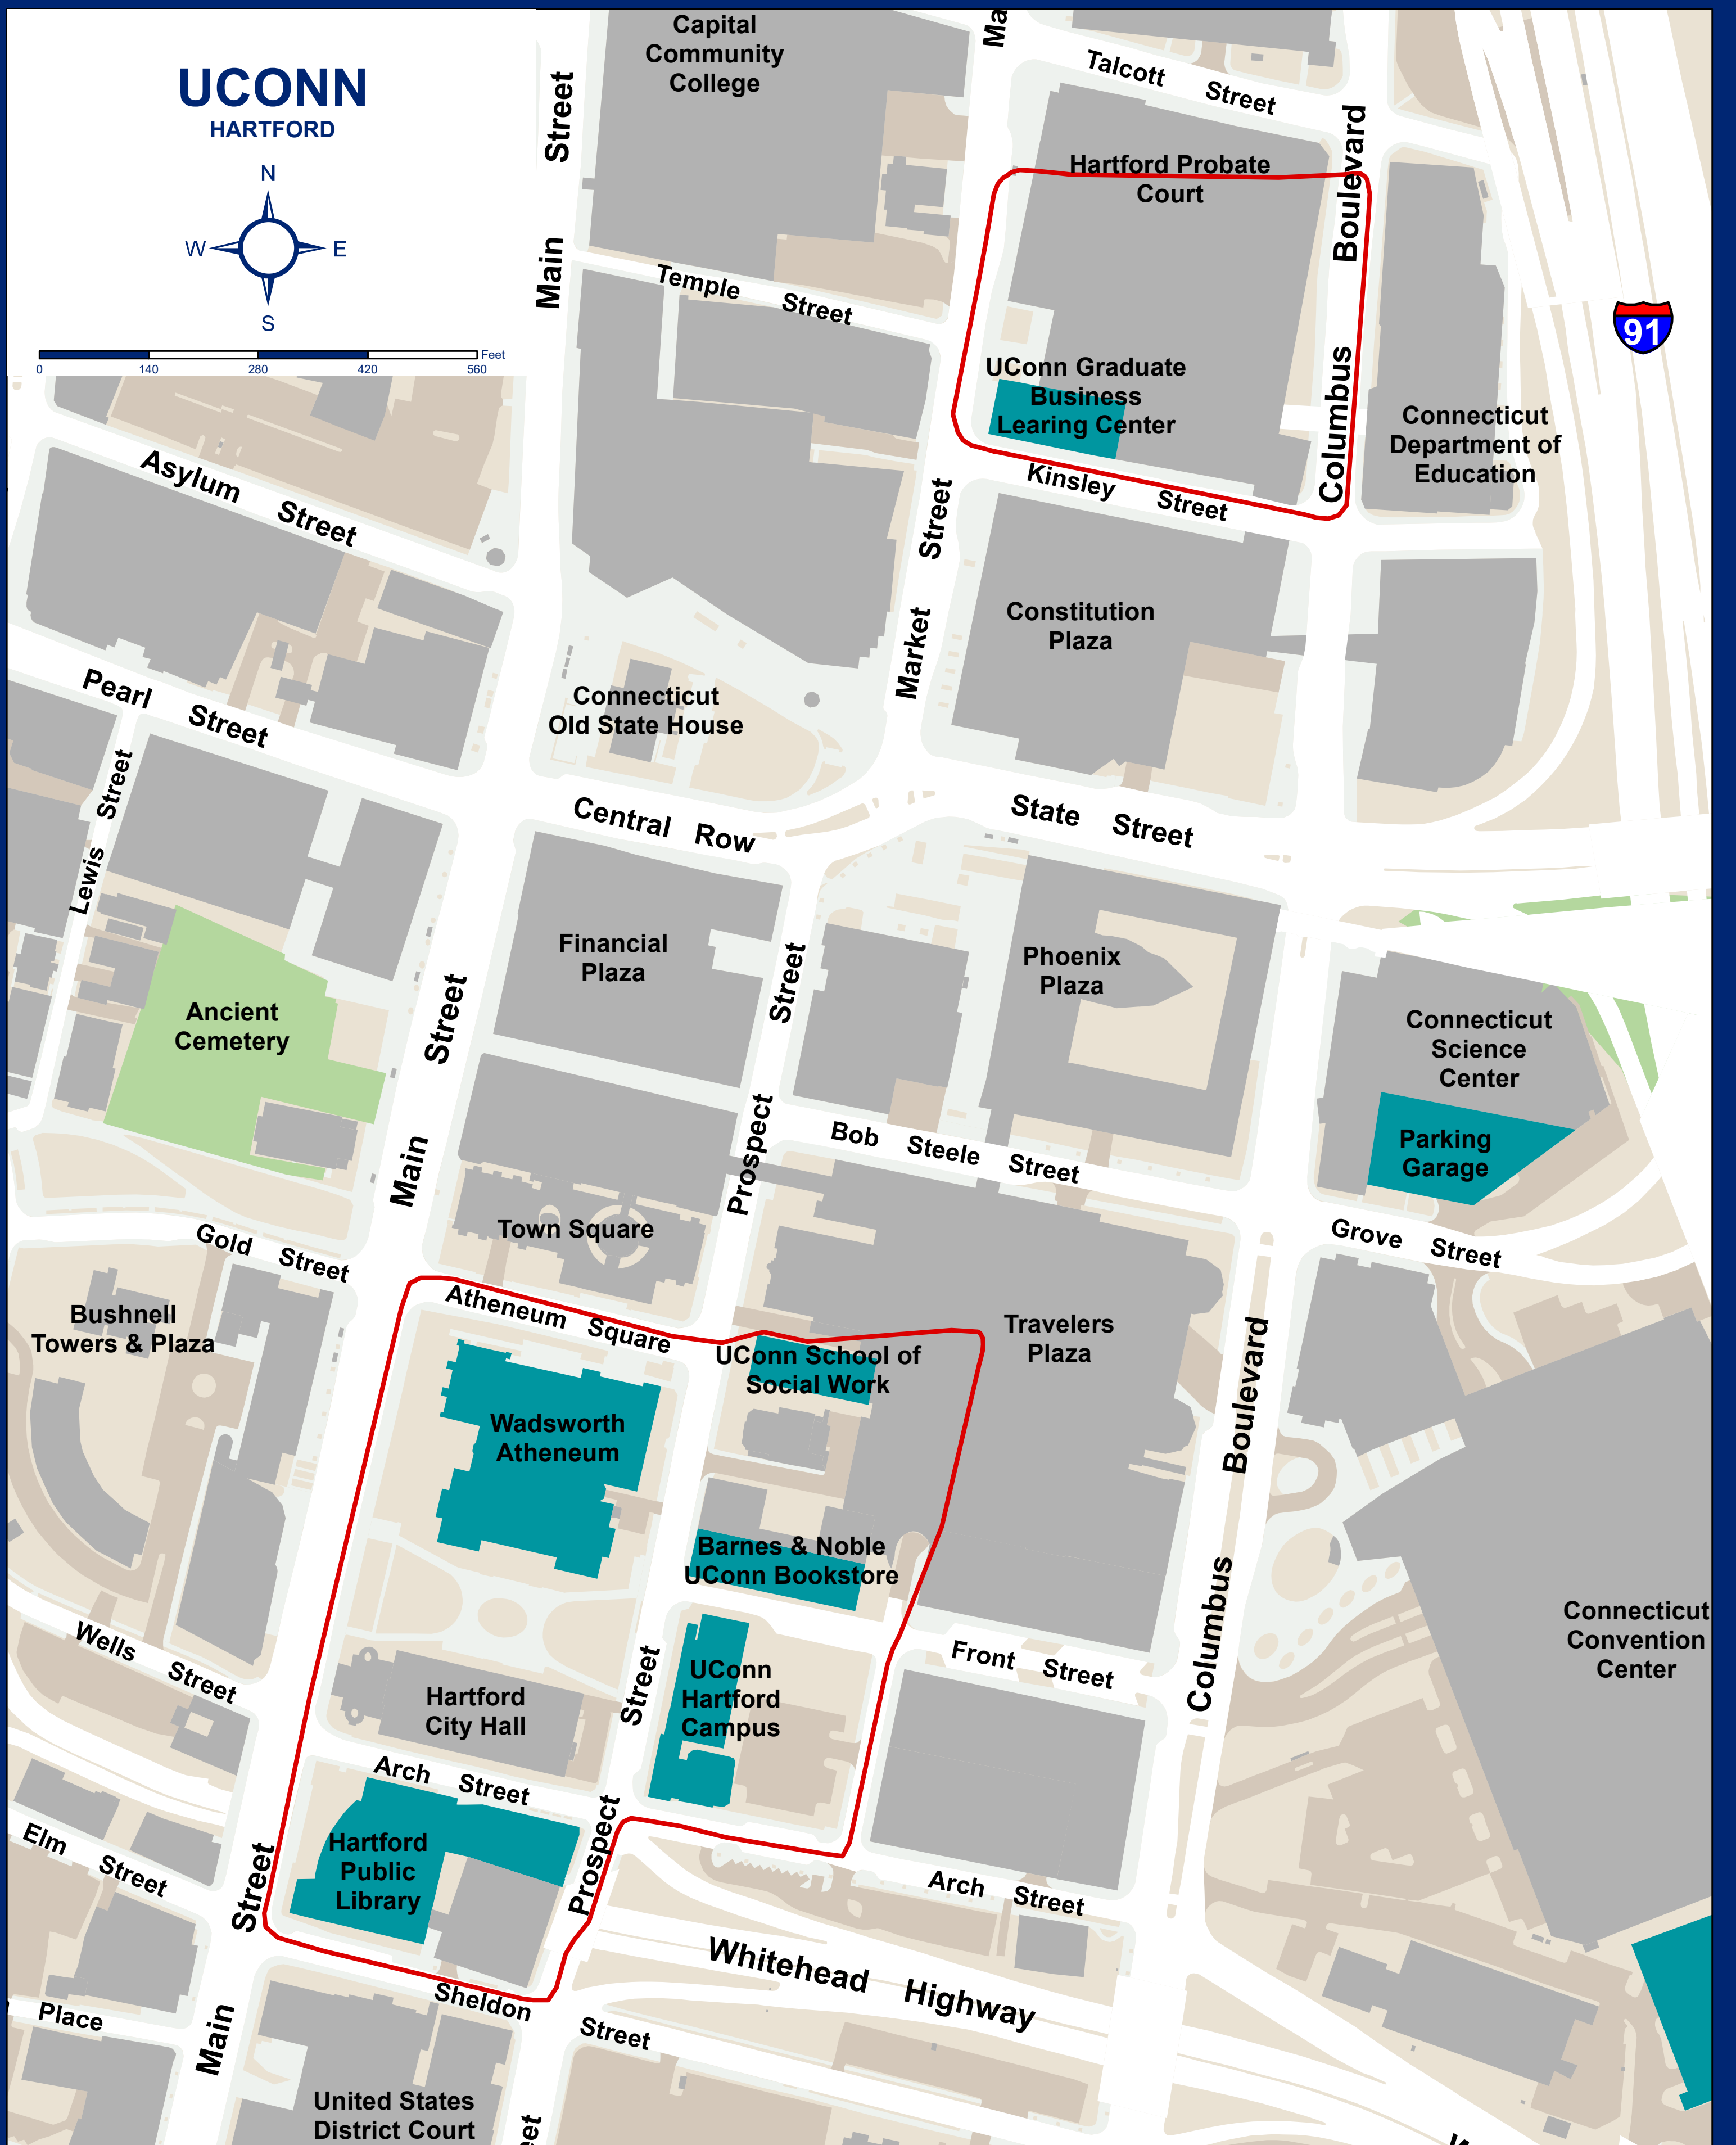 UCONN
HARTFORD
N
W
E
S
0 140 280 420 560 Feet
Capital
Community
College
Main Street
Ma
Talcott Street
Hartford Probate
Court
Columbus Boulevard
Temple Street
91
UConn Graduate
Business
Learing Center
Connecticut
Department of
Education
Kinsley Street
Asylum Street
Market Street
Constitution
Plaza
Pearl Street
Connecticut
Old State House
Lewis Street
Central Row
State Street
Financial
Plaza
Phoenix
Plaza
Ancient
Cemetery
Main Street
Prospect Street
Connecticut
Science
Center
Parking
Garage
Bob Steele Street
Town Square
Grove Street
Gold Street
Bushnell
Towers & Plaza
Atheneum Square
UConn School of
Social Work
Travelers
Plaza
Wadsworth
Atheneum
Columbus Boulevard
Barnes & Noble
UConn Bookstore
Connecticut
Convention
Center
Wells Street
Front Street
UConn
Hartford
Campus
Hartford
City Hall
Prospect Street
Arch Street
Hartford
Public
Library
Elm Street
Arch Street
Main Street
Whitehead Highway
Sheldon Street
Place
United States
District Court
eet